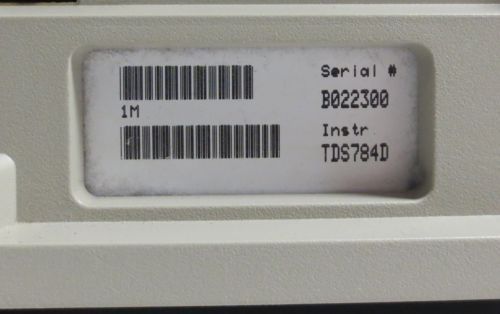 Serial #
B022300
1M
Instr
TDS784D